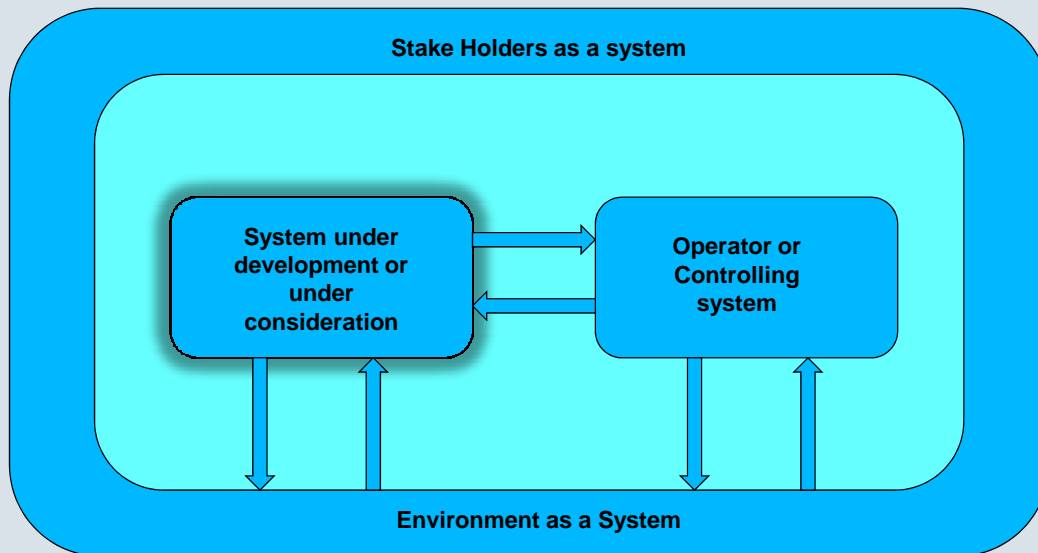 Stake Holders as a system
System under
development or
under
consideration
Operator or
Controlling
system
Environment as a System